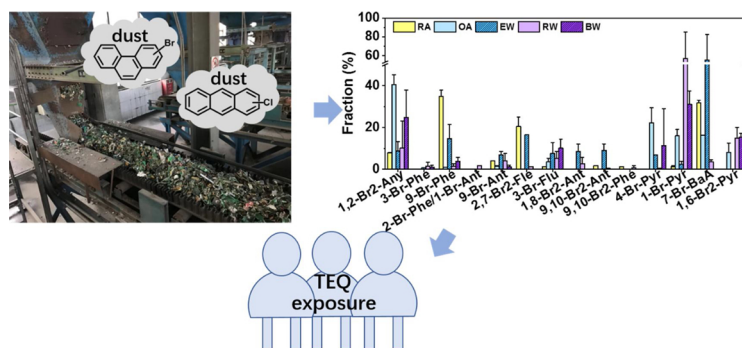 dust
Br
dust
Cl
Fraction (%)
100
80
60
40
20
0
RA OA EW RW BW
1,2-Br2-Any
3-Br-Phe
9-Br-Phe
2-Br-Phe/1-Br-Ant
9-Br-Ant
2,7-Br2-Fle
3-Br-Flu
1,8-Br2-Ant
9,10-Br2-Ant
9,10-Br2-Phe
4-Br-Pyr
1-Br-Pyr
7-Br-BaA
1,6-Br2-Pyr
TEQ
exposure